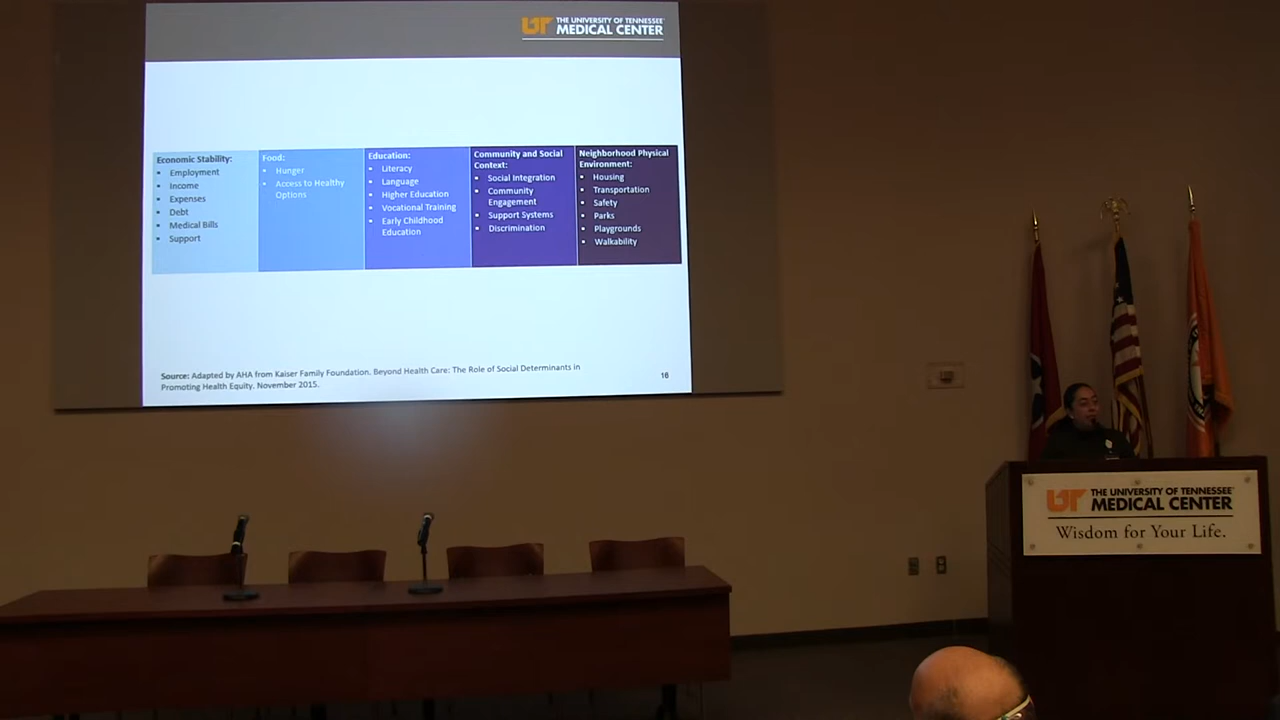 UT THE UNIVERSITY OF TENNESSEE
MEDICAL CENTER
Economic Stability:
▪ Employment
▪ Income
▪ Expenses
▪ Debt
▪ Medical Bills
▪ Support
Food:
▪ Hunger
▪ Access to Healthy
Options
Education:
▪ Literacy
▪ Language
▪ Higher Education
▪ Vocational Training
▪ Early Childhood
Education
Community and Social
Context:
▪ Social Integration
▪ Community
Engagement
▪ Support Systems
▪ Discrimination
Neighborhood Physical
Environment:
▪ Housing
▪ Transportation
▪ Safety
▪ Parks
▪ Playgrounds
▪ Walkability
Source: Adapted by AHA from Kaiser Family Foundation. Beyond Health Care: The Role of Social Determinants in
Promoting Health Equity. November 2015.
16
UT THE UNIVERSITY OF TENNESSEE
MEDICAL CENTER
Wisdom for Your Life.